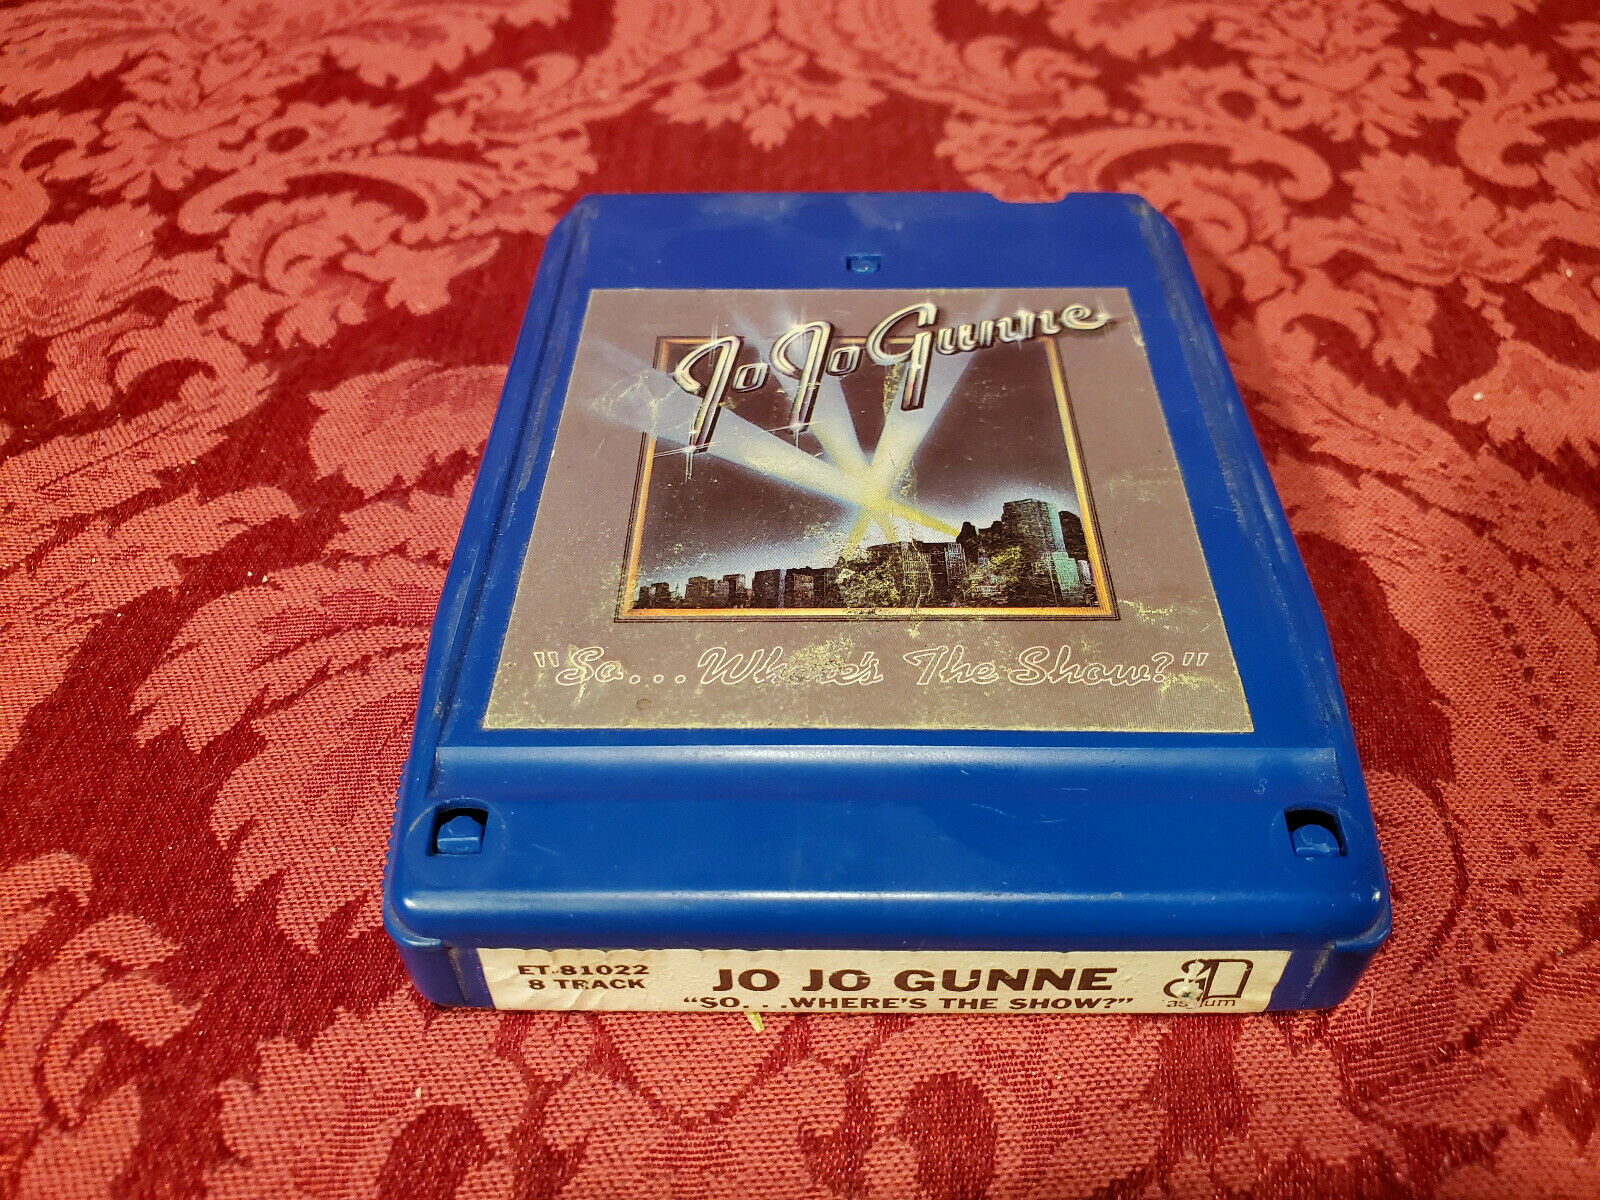 Jo Jo Gunne
"So... Where's The Show?"
ET-81022
8 TRACK
JO JO GUNNE
"SO. . .WHERE'S THE SHOW?"
asylum